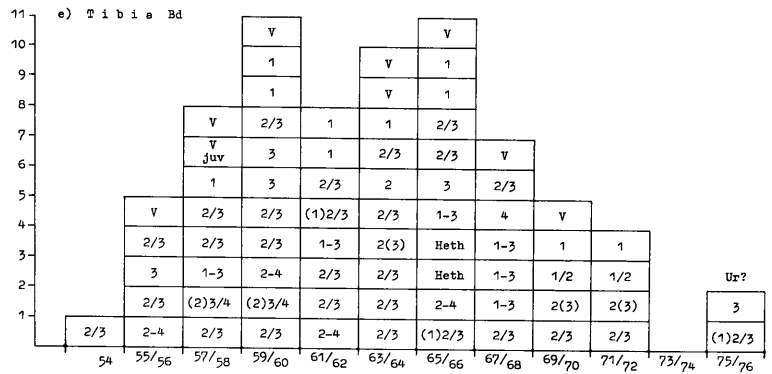 11 e) Tibia Bd
V V
10
1 V 1
9
1 V 1
8
V 2/3 1 1 2/3
7
V juv 3 1 2/3 2/3 V
6
1 3 2/3 2 3 2/3
5
V 2/3 2/3 (1)2/3 2/3 1-3 4 V
4
2/3 2/3 2/3 1-3 2(3) Heth 1-3 1 1
3
3 1-3 2-4 2/3 2/3 Heth 1-3 1/2 1/2 Ur?
2
2/3 (2)3/4 (2)3/4 2/3 2/3 2-4 1-3 2(3) 2(3) 3
1
2/3 2-4 2/3 2/3 2-4 2/3 (1)2/3 2/3 2/3 2/3 (1)2/3
54 55/56 57/58 59/60 61/62 63/64 65/66 67/68 69/70 71/72 73/74 75/76